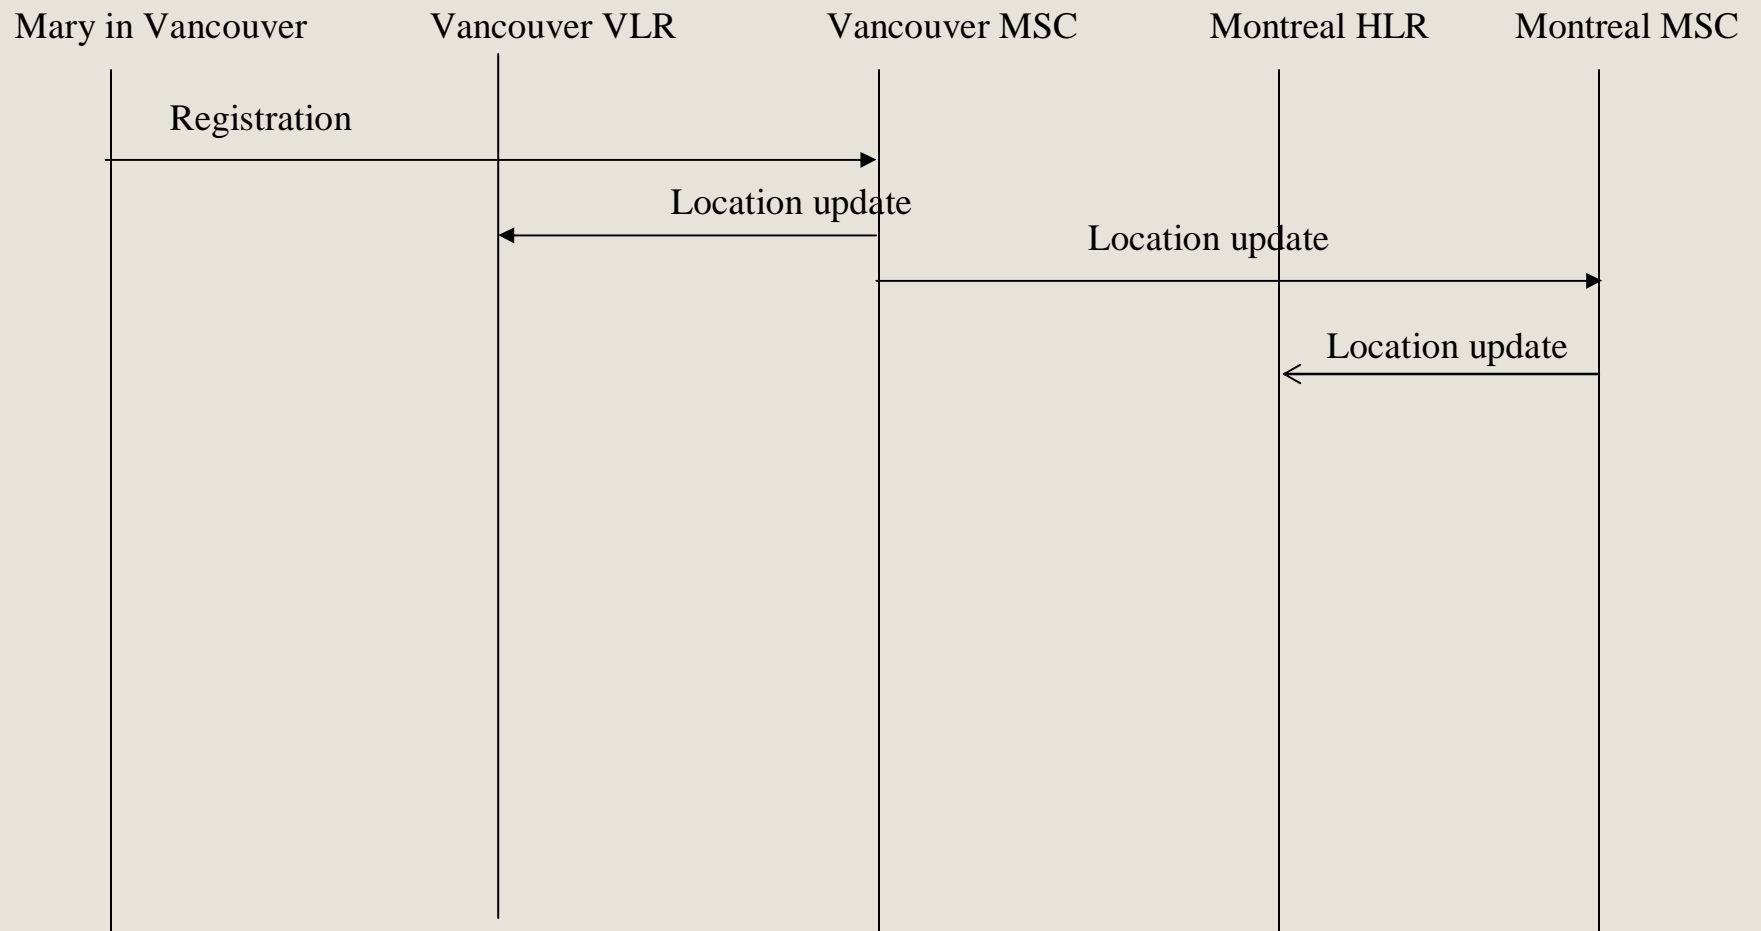 Mary in Vancouver
Vancouver VLR
Vancouver MSC
Montreal HLR
Montreal MSC
Registration
Location update
Location update
Location update